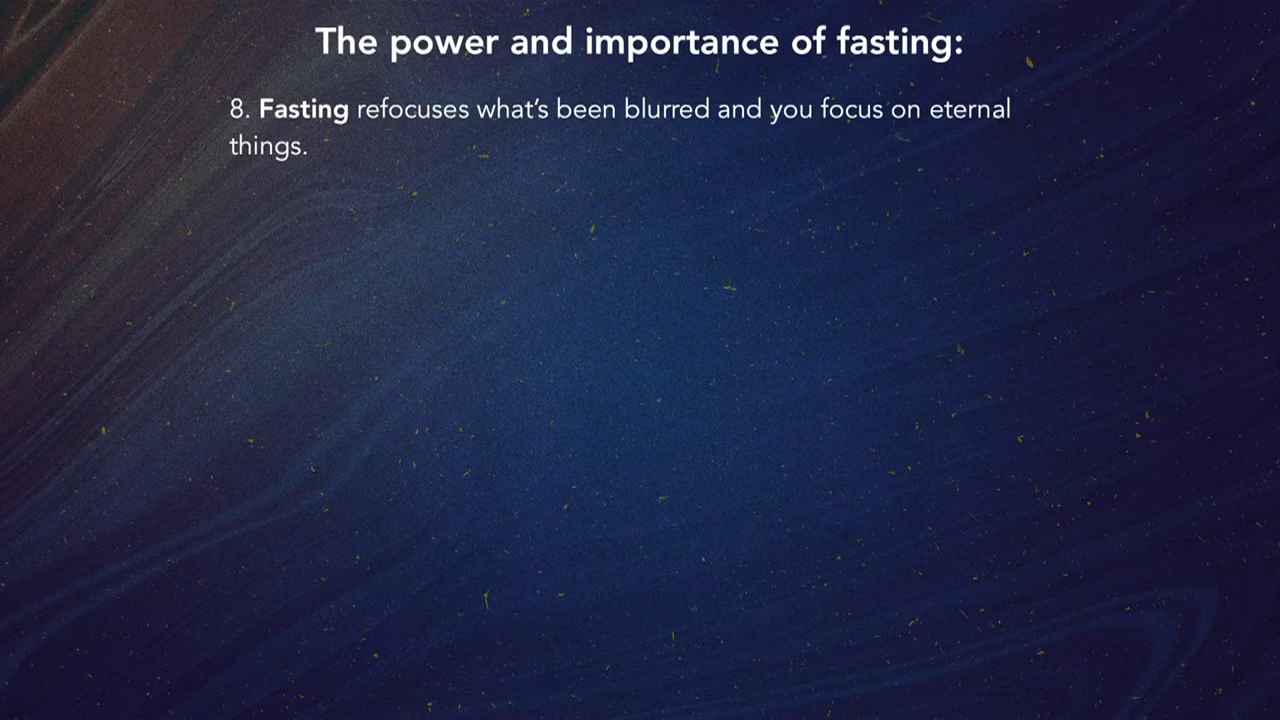 The power and importance of fasting:
8. Fasting refocuses what’s been blurred and you focus on eternal
things.